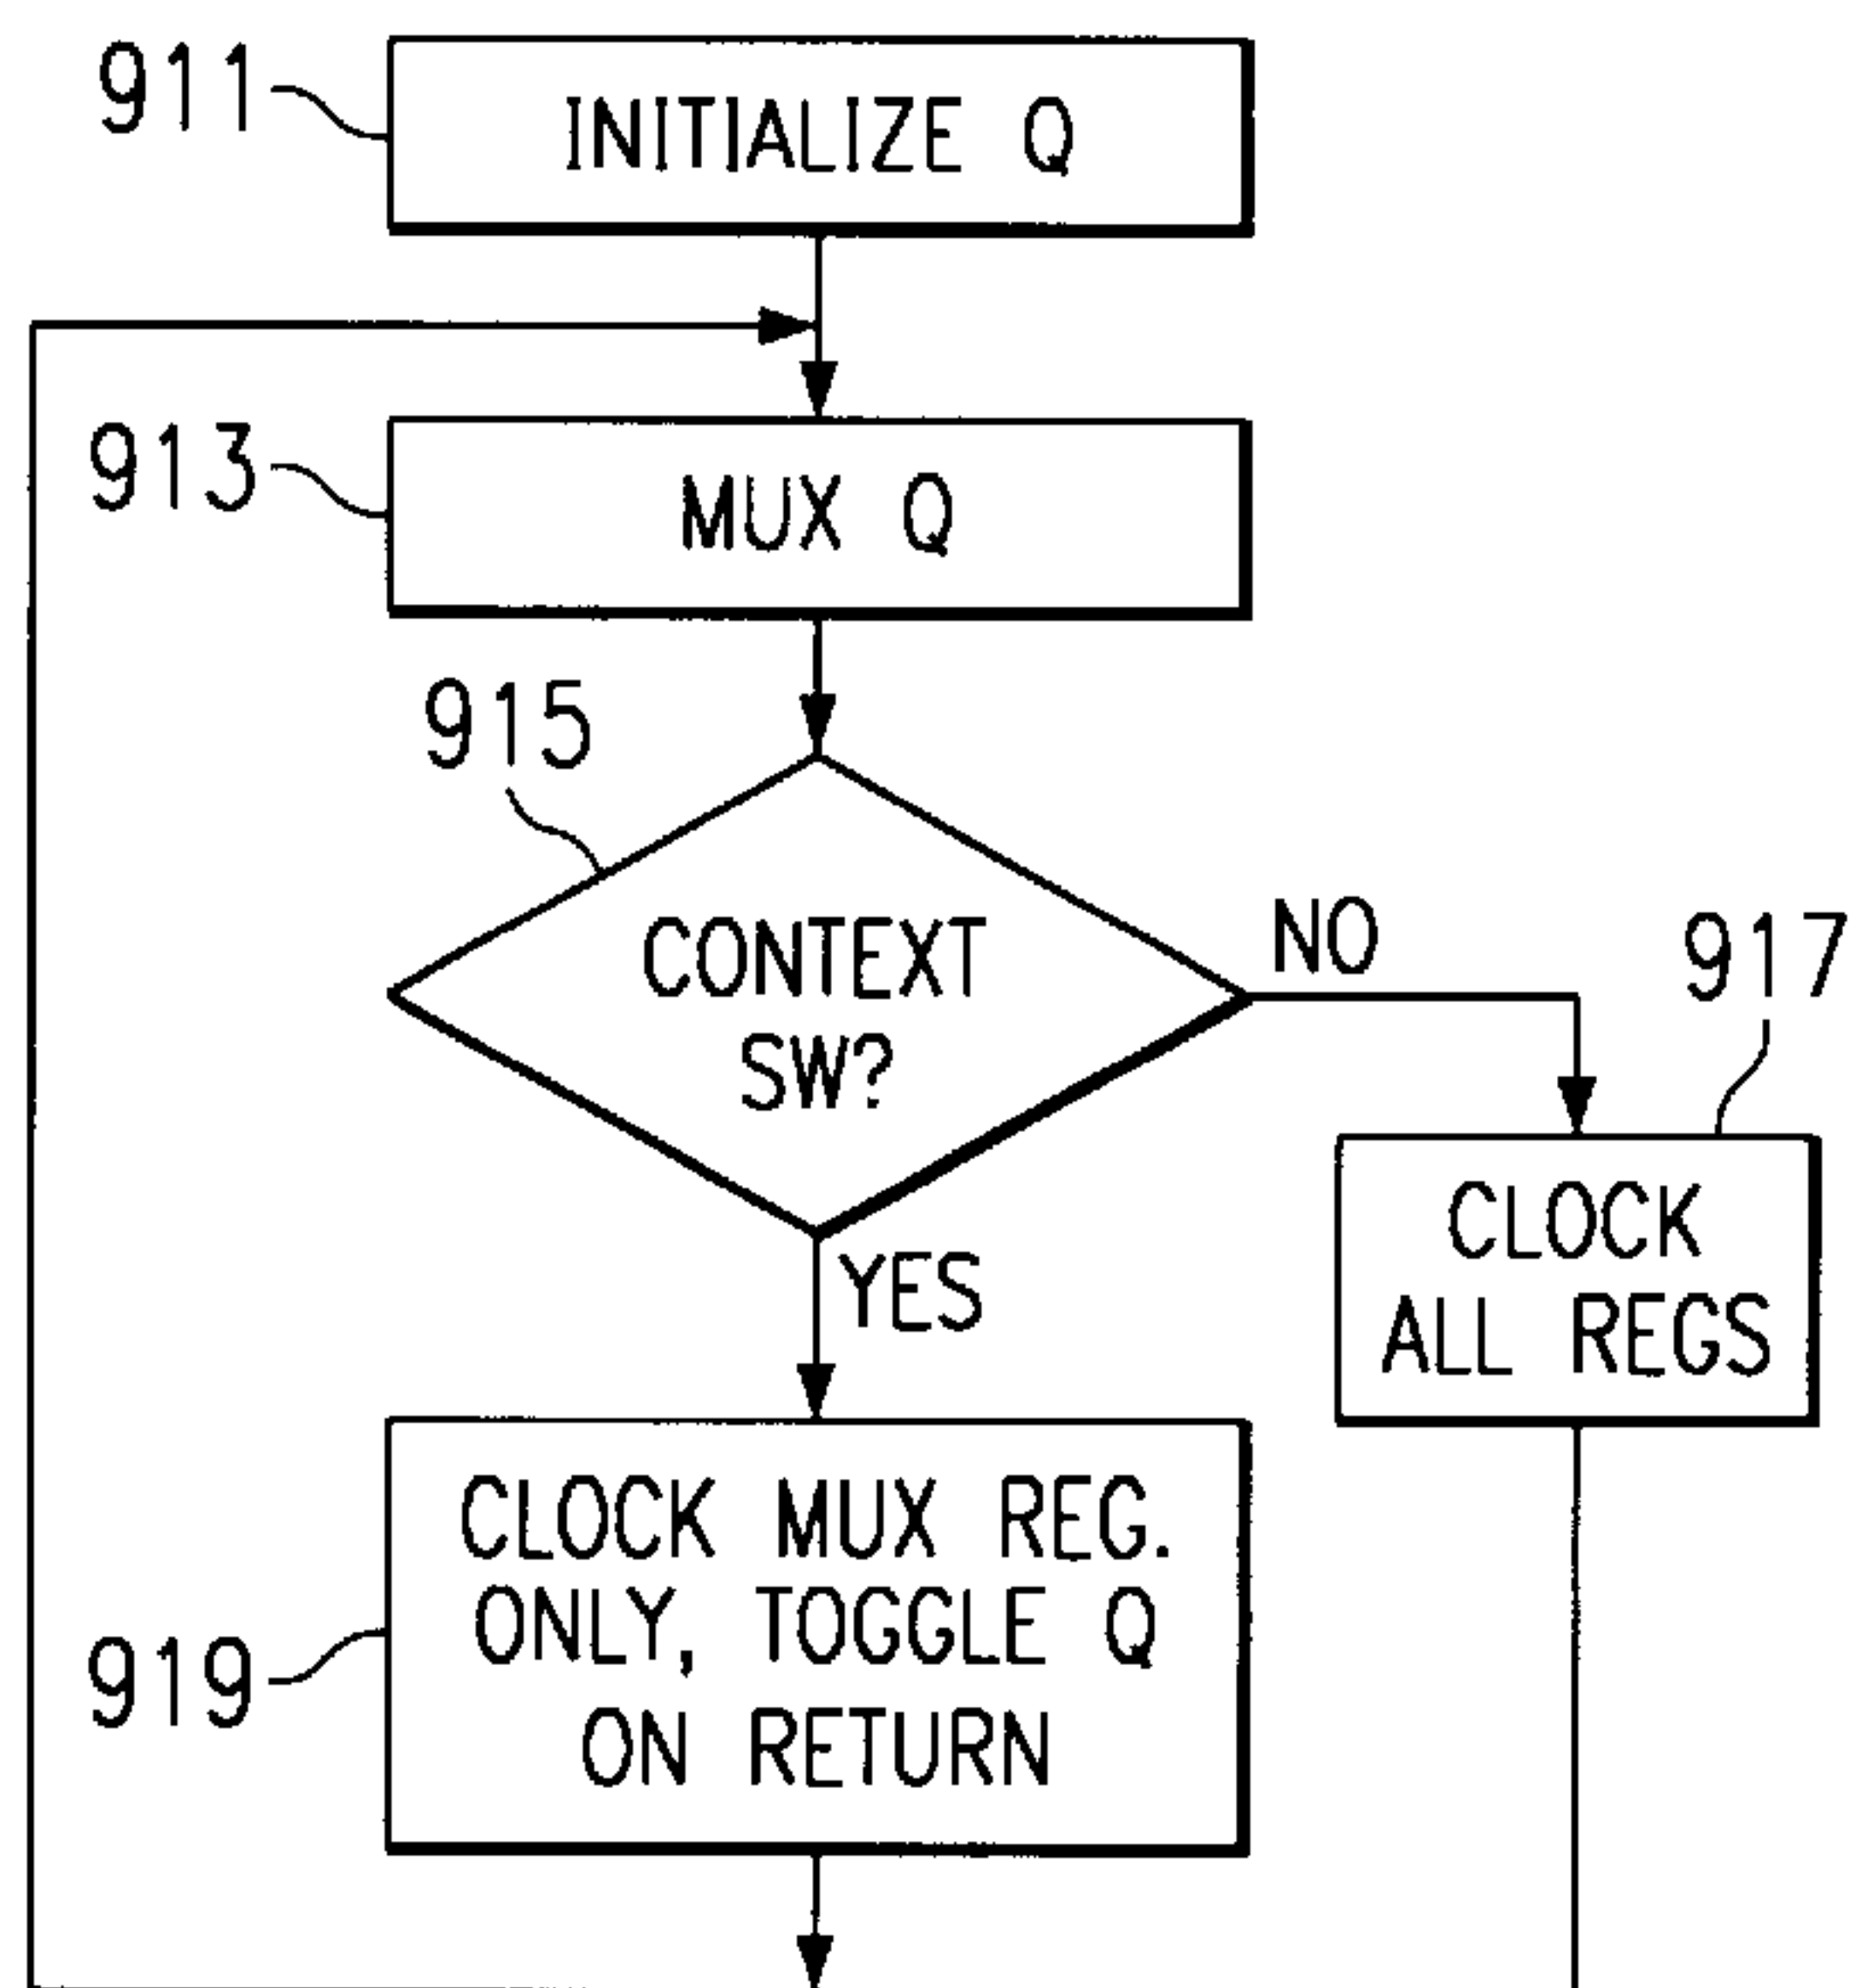 911
INITIALIZE Q
913
MUX Q
915
CONTEXT
SW?
NO
917
CLOCK
ALL REGS
YES
CLOCK MUX REG.
ONLY, TOGGLE Q
ON RETURN
919